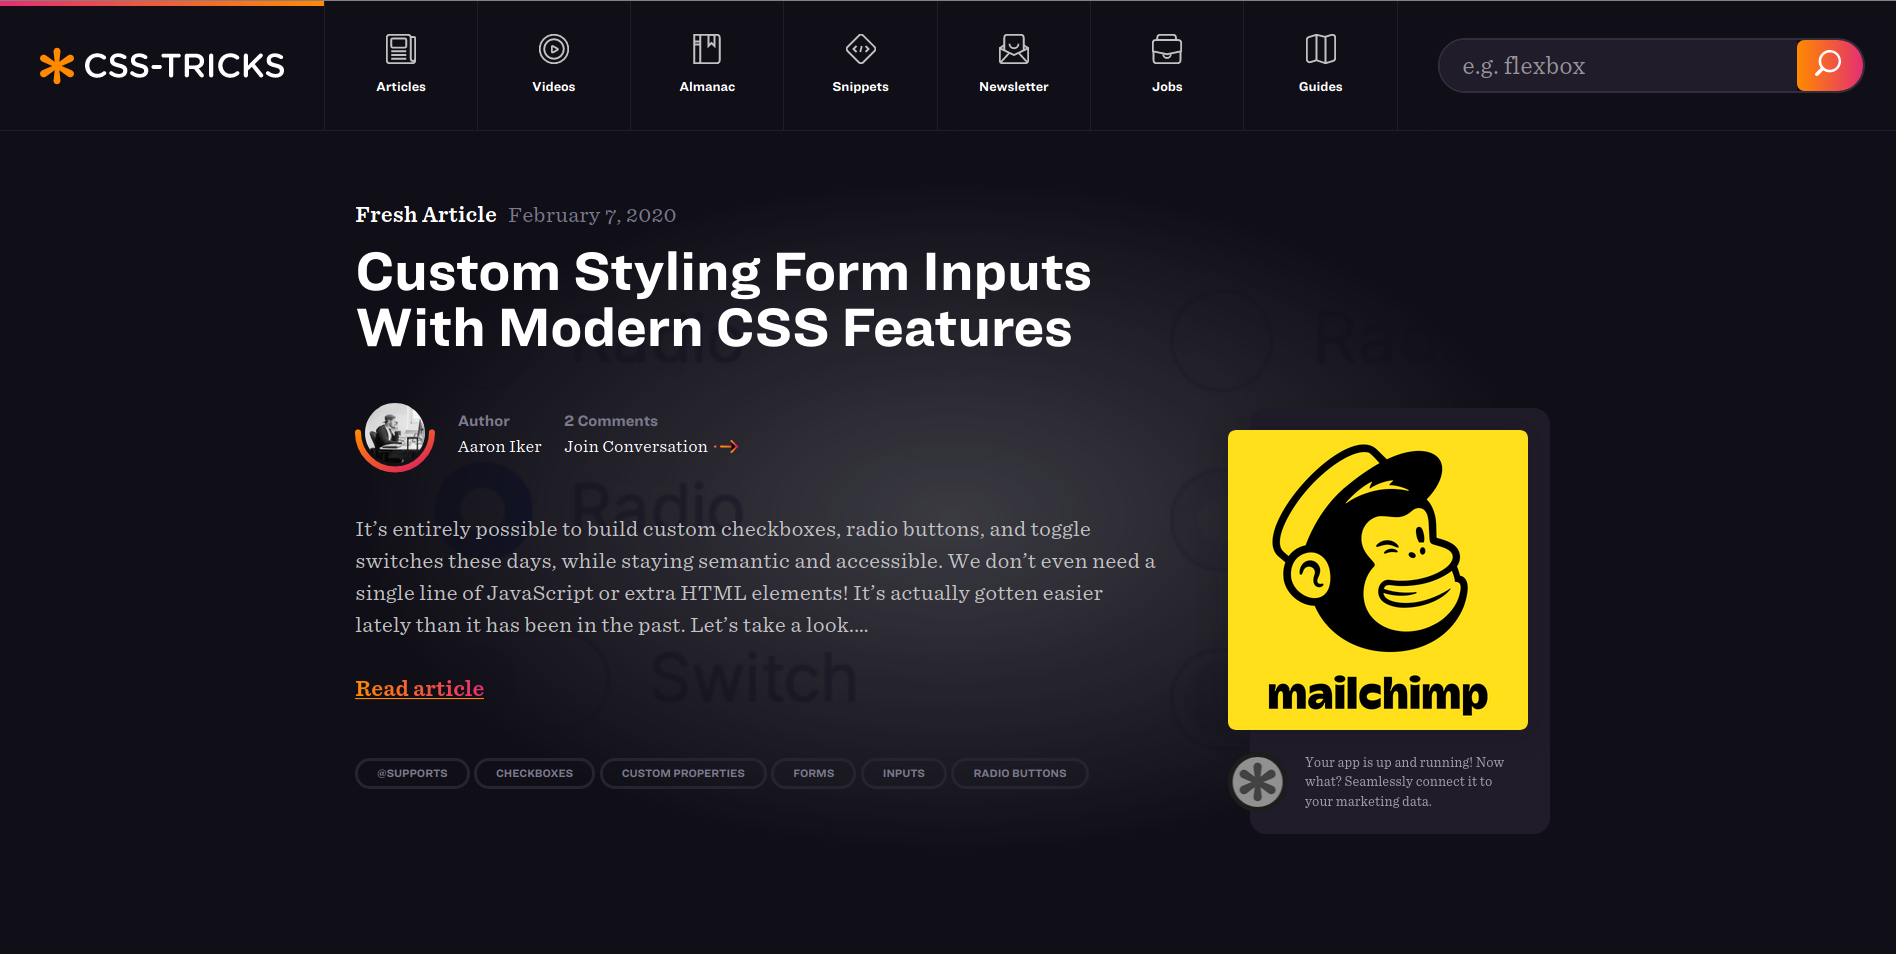 CSS-TRICKS
Articles
Videos
Almanac
Snippets
Newsletter
Jobs
Guides
e.g. flexbox
Fresh Article February 7, 2020
Custom Styling Form Inputs
With Modern CSS Features
Radio
Rad
Author
2 Comments
Aaron Iker
Join Conversation
Radio
It’s entirely possible to build custom checkboxes, radio buttons, and toggle
switches these days, while staying semantic and accessible. We don’t even need a
single line of JavaScript or extra HTML elements! It’s actually gotten easier
lately than it has been in the past. Let’s take a look....
Switch
Read article
@SUPPORTS
CHECKBOXES
CUSTOM PROPERTIES
FORMS
INPUTS
RADIO BUTTONS
mailchimp
Your app is up and running! Now
what? Seamlessly connect it to
your marketing data.